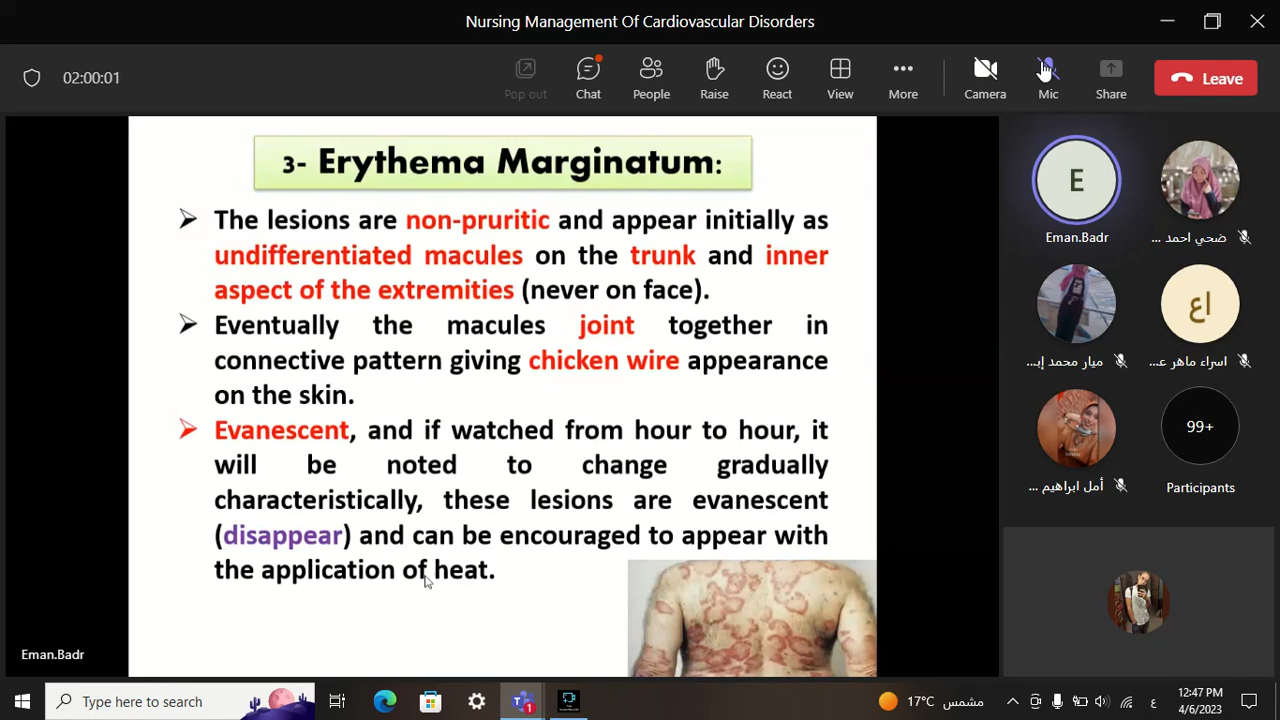 Nursing Management Of Cardiovascular Disorders
02:00:01
Pop out
Chat
People
Raise
React
View
More
Camera
Mic
Share
Leave
3- Erythema Marginatum:
The lesions are non-pruritic and appear initially as
undifferentiated macules on the trunk and inner
aspect of the extremities (never on face).
Eventually the macules joint together in
connective pattern giving chicken wire appearance
on the skin.
Evanescent, and if watched from hour to hour, it
will be noted to change gradually
characteristically, these lesions are evanescent
(disappear) and can be encouraged to appear with
the application of heat.
Eman.Badr
E
Eman.Badr
ضحي احمد ...
ميار محمد إب...
اع
اسراء ماهر ع...
أمل ابراهيم ...
99+
Participants
Type here to search
1
17°C مشمس
ع
12:47 PM
4/6/2023